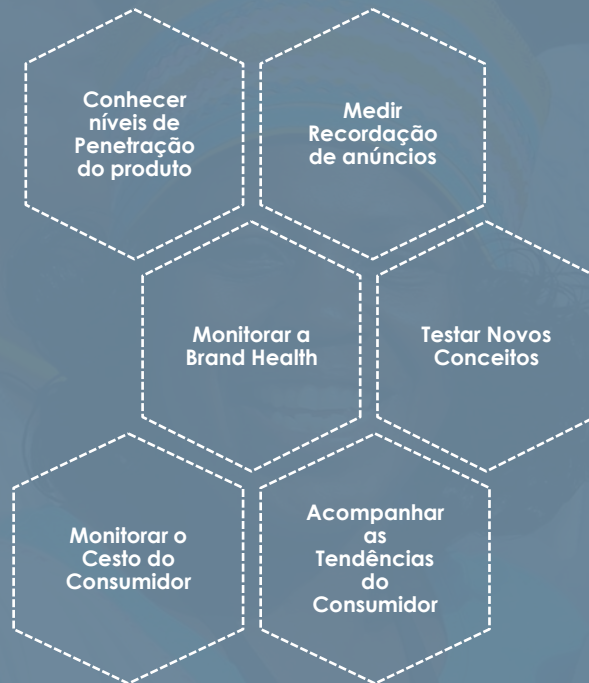 Conhecer
níveis de
Penetração
do produto
Medir
Recordação
de anúncios
Monitorar a
Brand Health
Testar Novos
Conceitos
Monitorar o
Cesto do
Consumidor
Acompanhar
as
Tendências
do
Consumidor